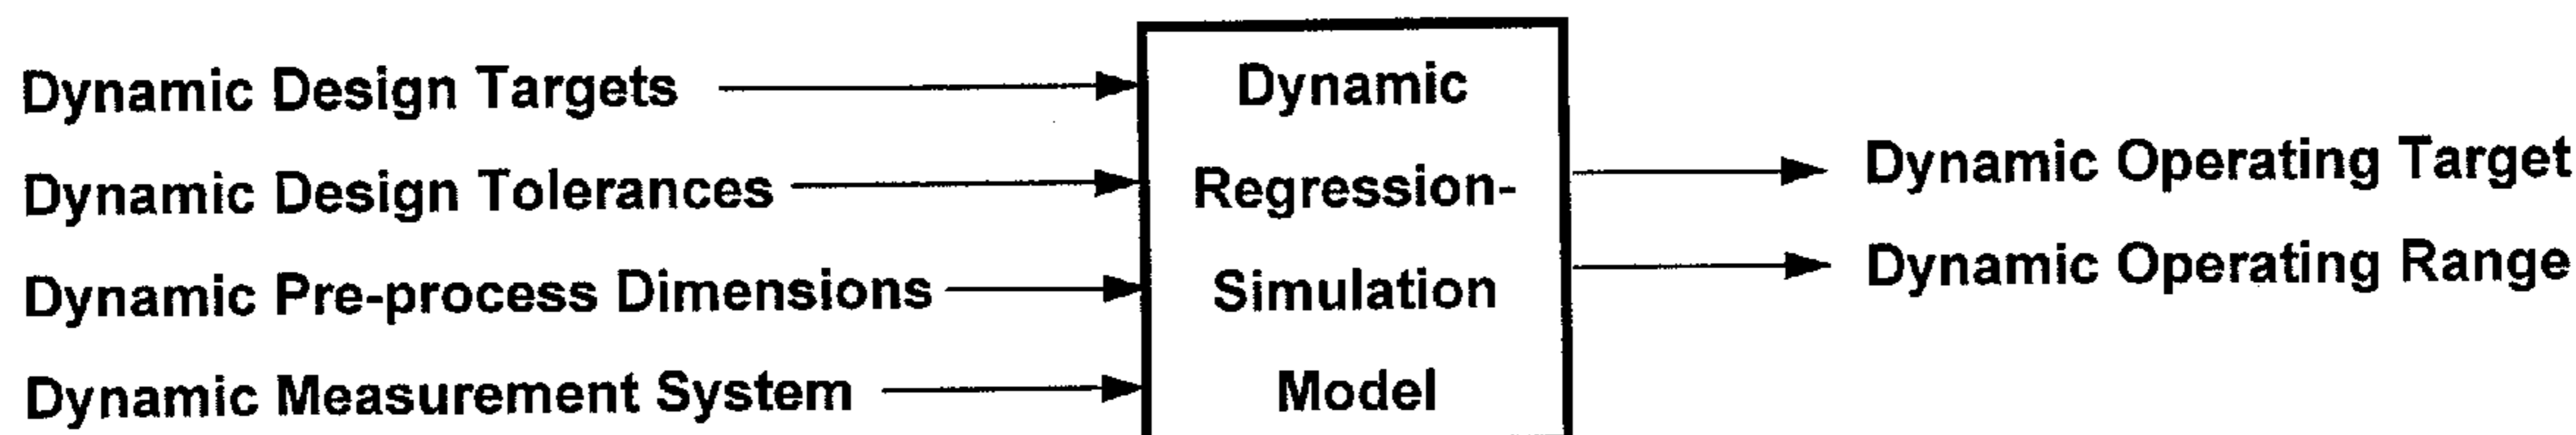 Dynamic Design Targets
Dynamic Design Tolerances
Dynamic Pre-process Dimensions
Dynamic Measurement System
Dynamic
Regression-
Simulation
Model
Dynamic Operating Target
Dynamic Operating Range